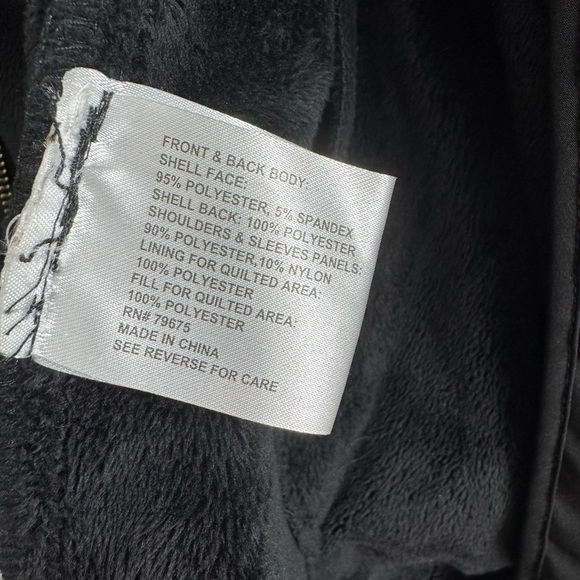 FRONT & BACK BODY:
SHELL FACE:
95% POLYESTER, 5% SPANDEX
SHELL BACK: 100% POLYESTER
SHOULDERS & SLEEVES PANELS:
90% POLYESTER,10% NYLON
LINING FOR QUILTED AREA:
100% POLYESTER
FILL FOR QUILTED AREA:
100% POLYESTER
RN# 79675
MADE IN CHINA
SEE REVERSE FOR CARE